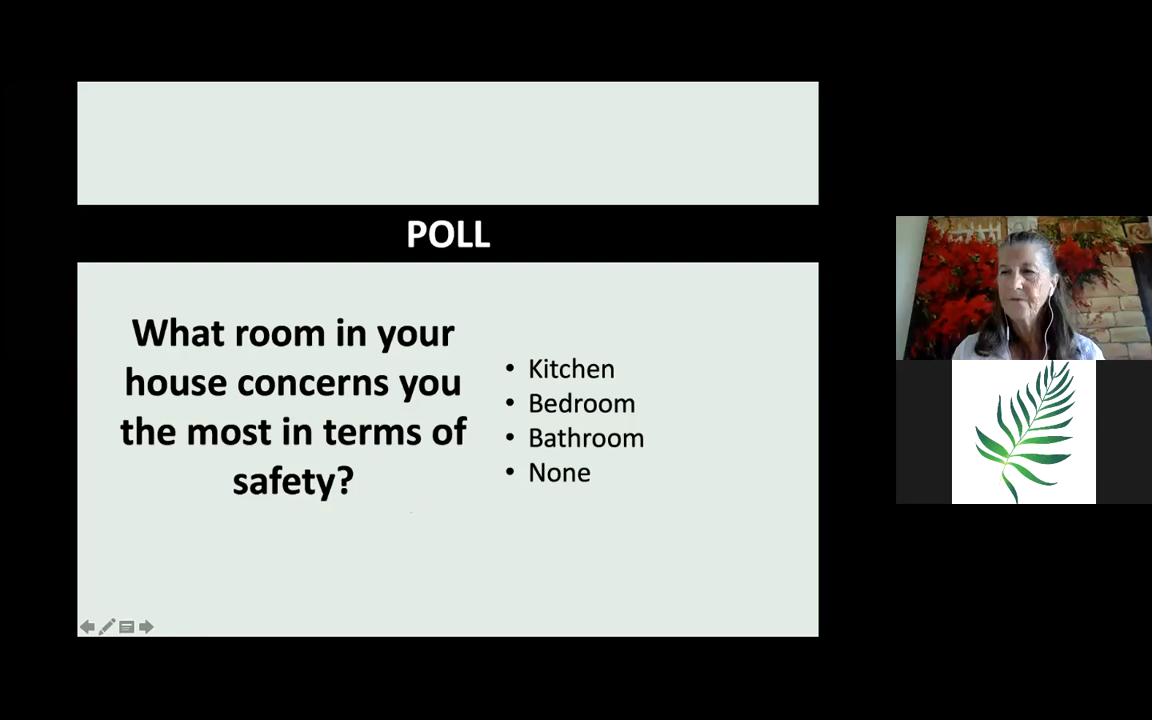 POLL
What room in your
house concerns you
the most in terms of
safety?
• Kitchen
• Bedroom
• Bathroom
• None